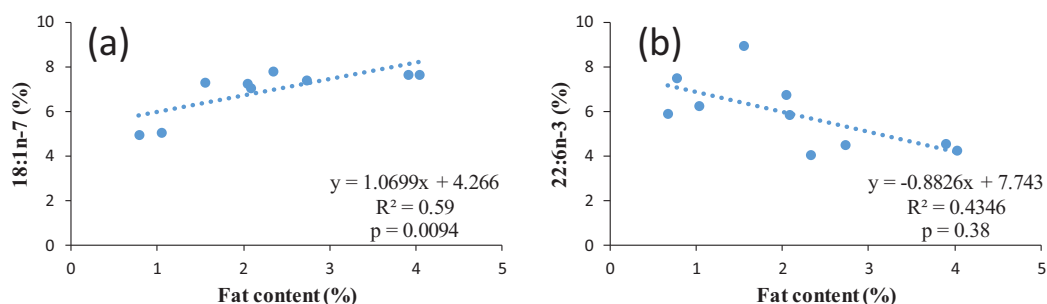 (a)
10
8
6
4
2
0
18:1n-7 (%)
y = 1.0699x + 4.266
R² = 0.59
p = 0.0094
0 1 2 3 4 5
Fat content (%)
(b)
10
8
6
4
2
0
22:6n-3 (%)
y = -0.8826x + 7.743
R² = 0.4346
p = 0.38
0 1 2 3 4 5
Fat content (%)